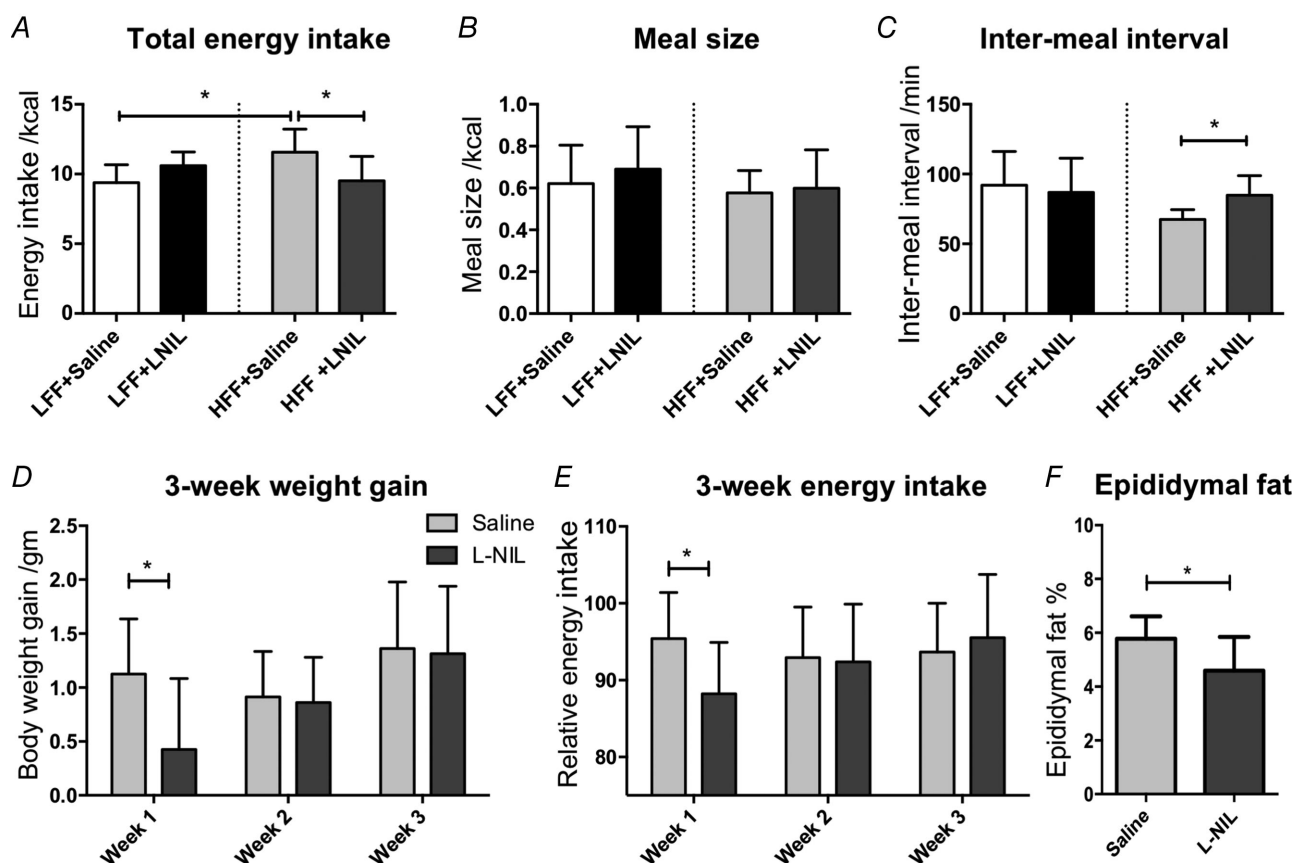 A
Total energy intake
Energy intake /kcal
15
10
5
0
*
*
LFF+Saline
LFF+LNIL
HFF+Saline
HFF +LNIL
B
Meal size
Meal size /kcal
1.0
0.8
0.6
0.4
0.2
0.0
LFF+Saline
LFF+LNIL
HFF+Saline
HFF +LNIL
C
Inter-meal interval
Inter-meal interval /min
150
100
50
0
*
LFF+Saline
LFF+LNIL
HFF+Saline
HFF +LNIL
D
3-week weight gain
Body weight gain /gm
2.5
2.0
1.5
1.0
0.5
0.0
*
Saline
L-NIL
Week 1
Week 2
Week 3
E
3-week energy intake
Relative energy intake
110
100
90
80
*
Week 1
Week 2
Week 3
F
Epididymal fat
Epididymal fat %
10
8
6
4
2
0
*
Saline
L-NIL